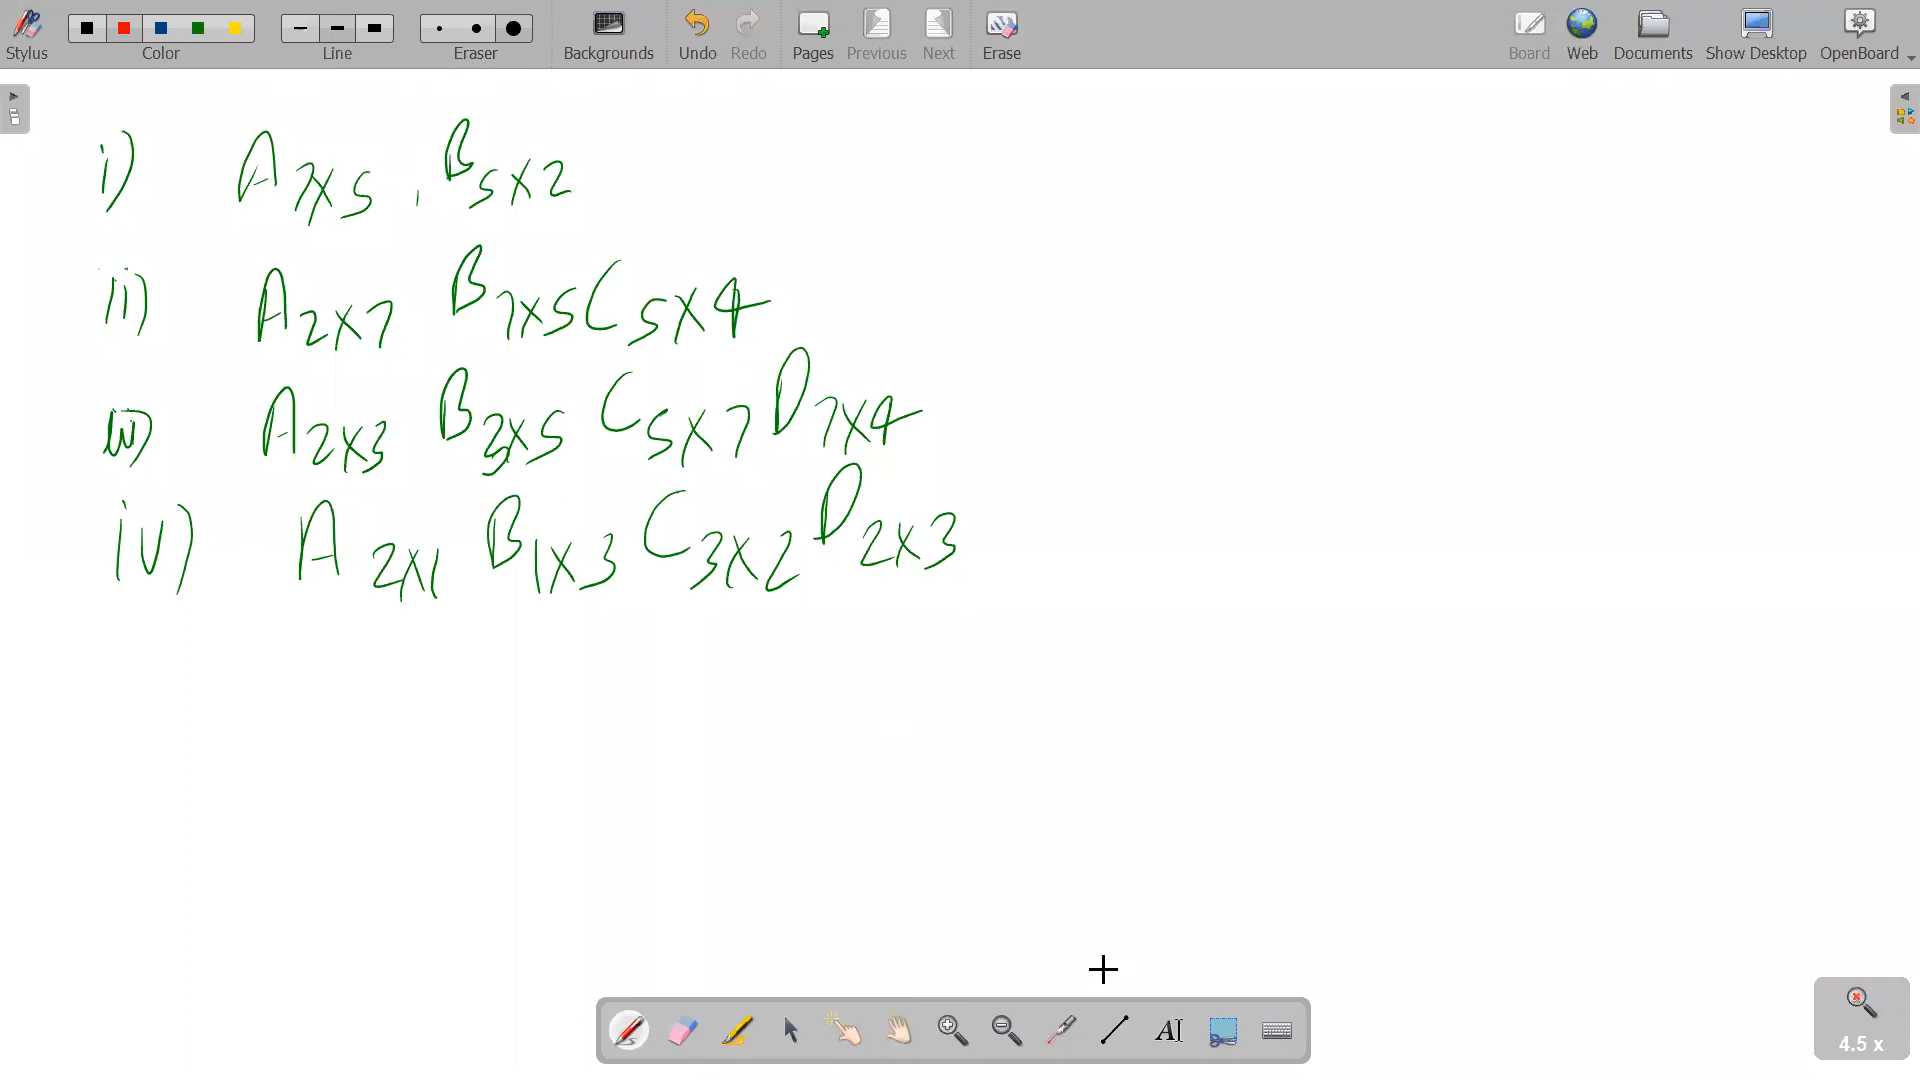 Stylus Color Line Eraser Backgrounds Undo Redo Pages Previous Next Erase Board Web Documents Show Desktop OpenBoard
i) A7x5 , B5x2
ii) A2x7 B7x5 C5x4
iii) A2x3 B3x5 C5x7 D7x4
iv) A2x1 B1x3 C3x2 D2x3
4.5 x